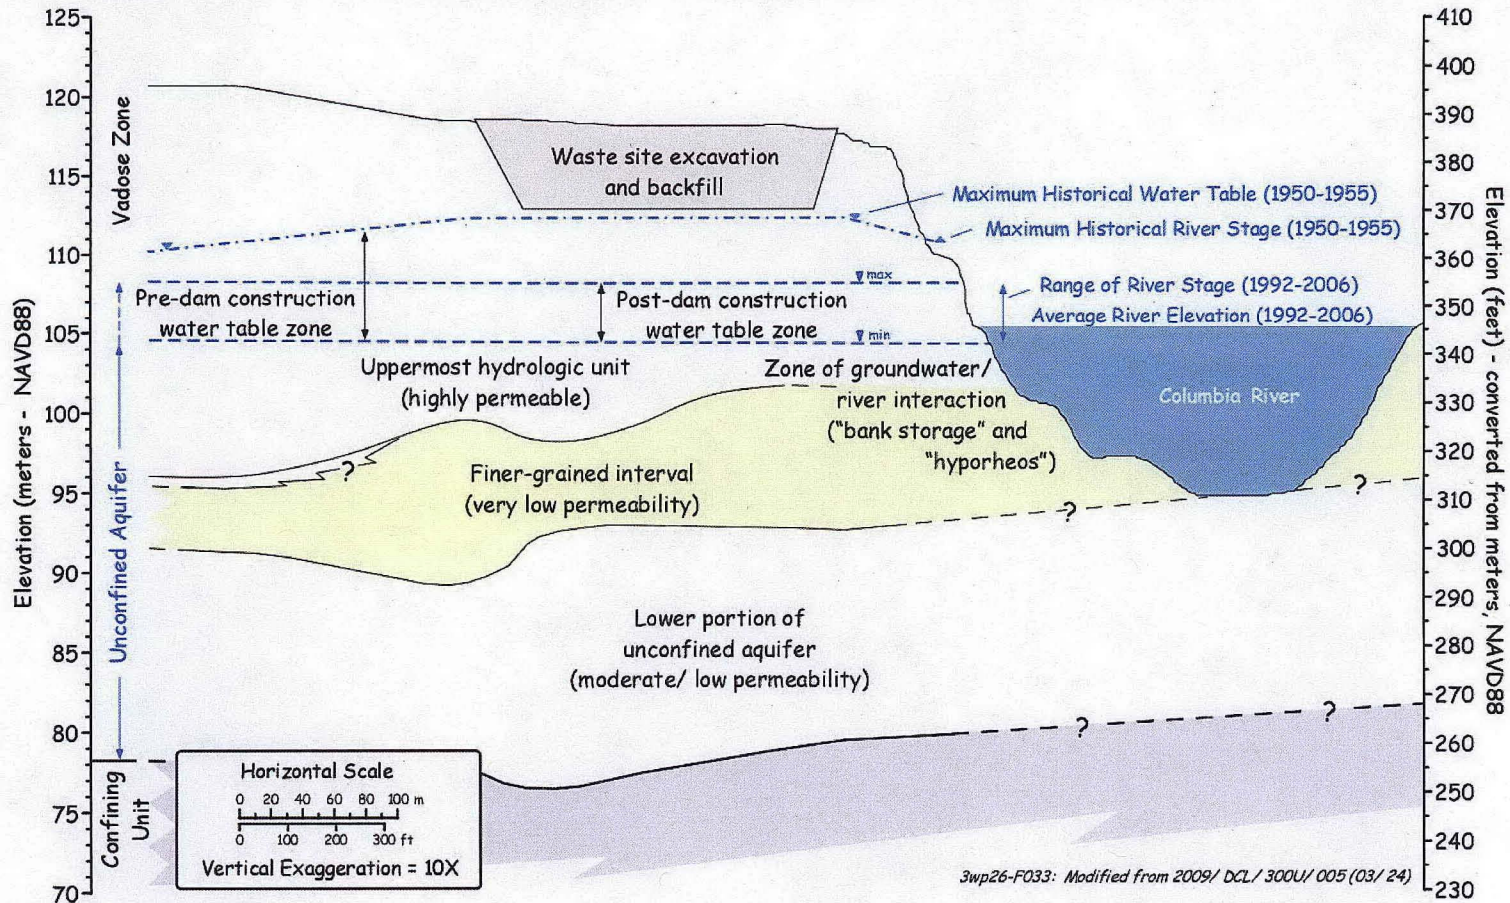 125
120
115
110
105
100
95
90
85
80
75
70
Elevation (meters - NAVD88)
Vadose Zone
Unconfined Aquifer
Confining
Unit
Waste site excavation
and backfill
Maximum Historical Water Table (1950-1955)
Maximum Historical River Stage (1950-1955)
max
Range of River Stage (1992-2006)
Pre-dam construction
water table zone
Post-dam construction
water table zone
Average River Elevation (1992-2006)
min
Uppermost hydrologic unit
(highly permeable)
Zone of groundwater/
river interaction
("bank storage" and
"hyporheos")
Columbia River
?
Finer-grained interval
(very low permeability)
?
?
Lower portion of
unconfined aquifer
(moderate/ low permeability)
?
?
Horizontal Scale
0 20 40 60 80 100 m
0 100 200 300 ft
Vertical Exaggeration = 10X
3wp26-F033: Modified from 2009/ DCL/ 300U/ 005 (03/ 24)
410
400
390
380
370
360
350
340
330
320
310
300
290
280
270
260
250
240
230
Elevation (feet) - converted from meters, NAVD88